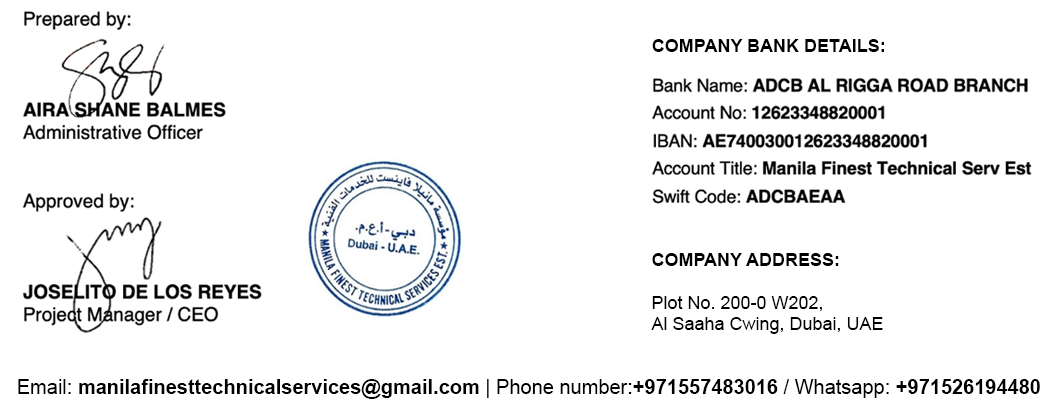 Prepared by:
AIRA SHANE BALMES
Administrative Officer
Approved by:
JOSELITO DE LOS REYES
Project Manager / CEO
مؤسسة مانيلا فاينست للخدمات الفنية
دبي - أ.ع.م.
Dubai - U.A.E.
MANILA FINEST TECHNICAL SERVICES EST.
COMPANY BANK DETAILS:
Bank Name: ADCB AL RIGGA ROAD BRANCH
Account No: 12623348820001
IBAN: AE740030012623348820001
Account Title: Manila Finest Technical Serv Est
Swift Code: ADCBAEAA
COMPANY ADDRESS:
Plot No. 200-0 W202,
Al Saaha Cwing, Dubai, UAE
Email: manilafinesttechnicalservices@gmail.com | Phone number:+971557483016 / Whatsapp: +971526194480